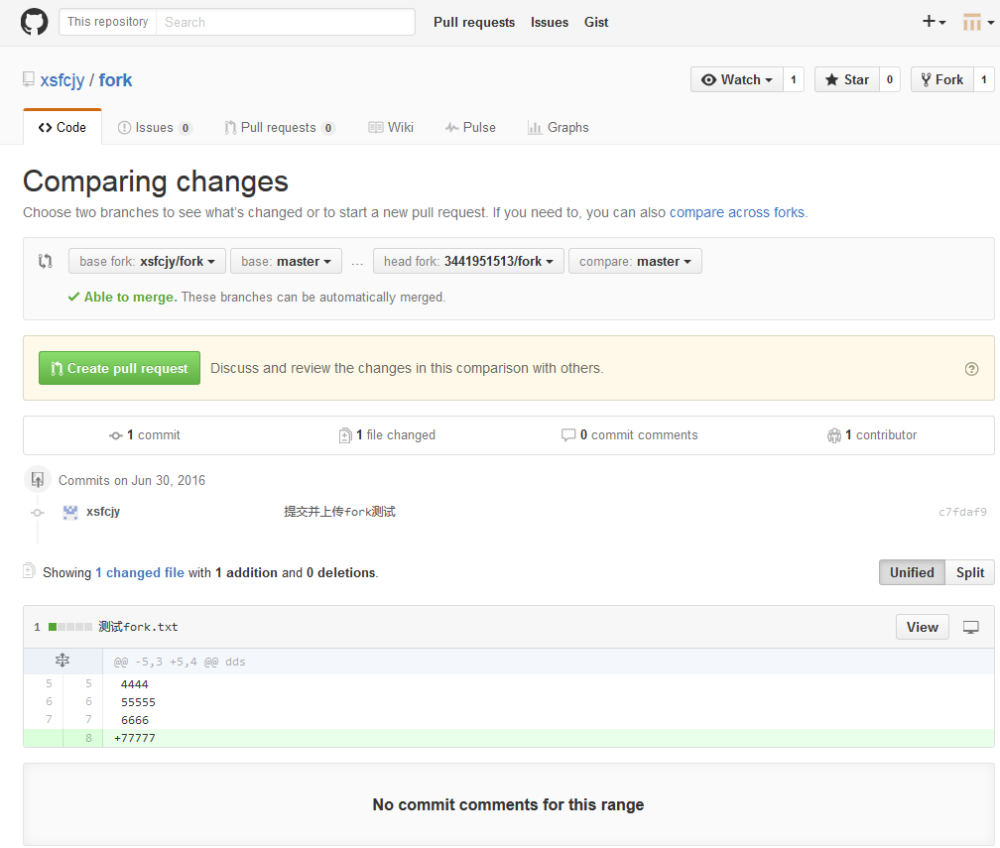 This repository Search Pull requests Issues Gist
xsfcjy / fork Watch 1 Star 0 Fork 1
Code Issues 0 Pull requests 0 Wiki Pulse Graphs
Comparing changes
Choose two branches to see what's changed or to start a new pull request. If you need to, you can also compare across forks.
base fork: xsfcjy/fork base: master ... head fork: 3441951513/fork compare: master
Able to merge. These branches can be automatically merged.
Create pull request Discuss and review the changes in this comparison with others.
1 commit 1 file changed 0 commit comments 1 contributor
Commits on Jun 30, 2016
xsfcjy 提交并上传fork测试 c7fdaf9
Showing 1 changed file with 1 addition and 0 deletions. Unified Split
1 测试fork.txt View
@@ -5,3 +5,4 @@ dds
5 5 4444
6 6 55555
7 7 6666
8 +77777
No commit comments for this range